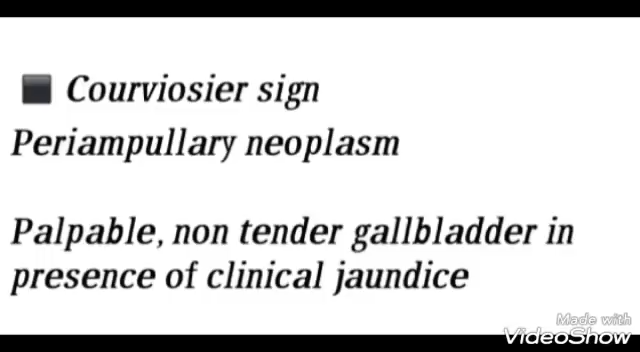 Courviosier sign
Periampullary neoplasm
Palpable, non tender gallbladder in
presence of clinical jaundice
Made with
VideoShow